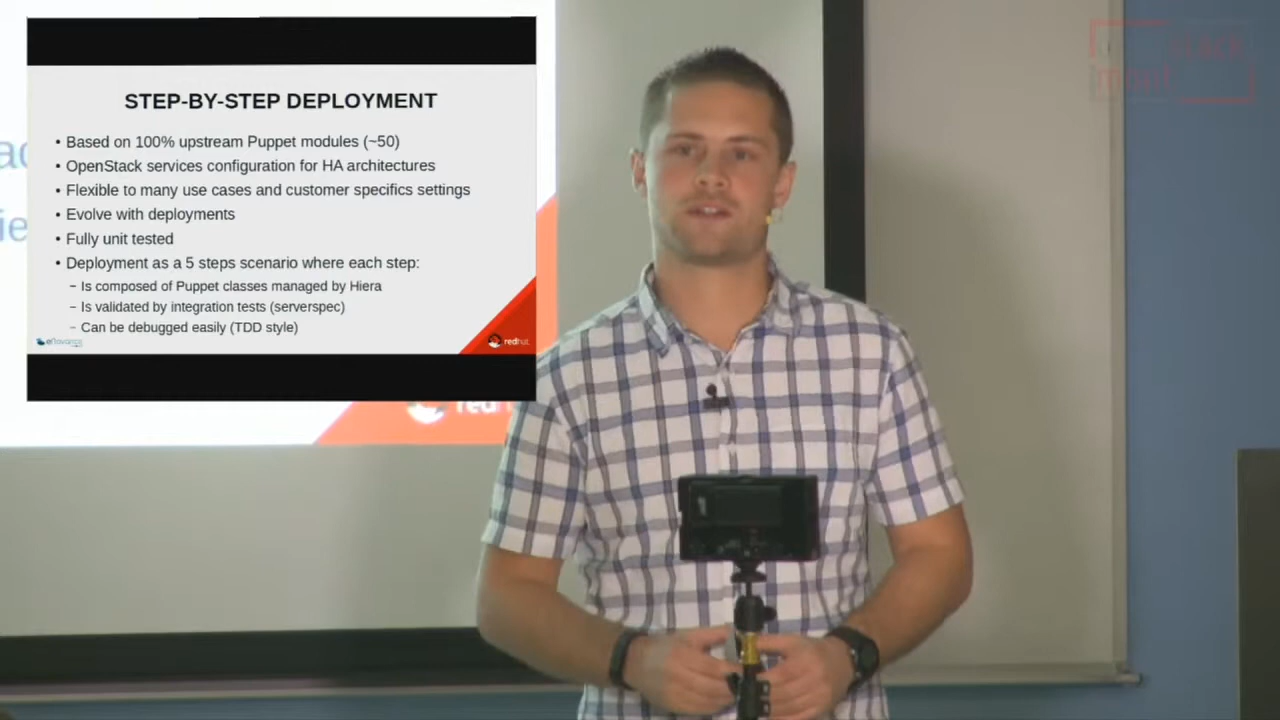 STEP-BY-STEP DEPLOYMENT
• Based on 100% upstream Puppet modules (~50)
• OpenStack services configuration for HA architectures
• Flexible to many use cases and customer specifics settings
• Evolve with deployments
• Fully unit tested
• Deployment as a 5 steps scenario where each step:
– Is composed of Puppet classes managed by Hiera
– Is validated by integration tests (serverspec)
– Can be debugged easily (TDD style)
eNovance
redhat
stack
mont